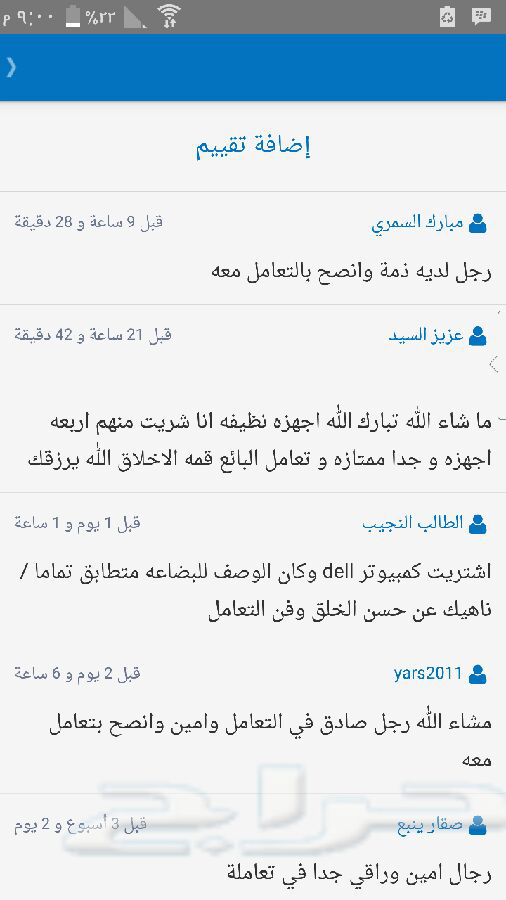 ٩:٠٠ م ٢٢%
إضافة تقييم
مبارك السمري قبل 9 ساعة و 28 دقيقة
رجل لديه ذمة وانصح بالتعامل معه
عزيز السيد قبل 21 ساعة و 42 دقيقة
ما شاء الله تبارك الله اجهزه نظيفه انا شريت منهم اربعه
اجهزه و جدا ممتازه و تعامل البائع قمه الاخلاق الله يرزقك
الطالب النجيب قبل 1 يوم و 1 ساعة
اشتريت كمبيوتر dell وكان الوصف للبضاعه متطابق تماما /
ناهيك عن حسن الخلق وفن التعامل
yars2011 قبل 2 يوم و 6 ساعة
مشاء الله رجل صادق في التعامل وامين وانصح بتعامل
معه
صقار ينبع قبل 3 أسبوع و 2 يوم
حراج
رجال امين وراقي جدا في تعاملة